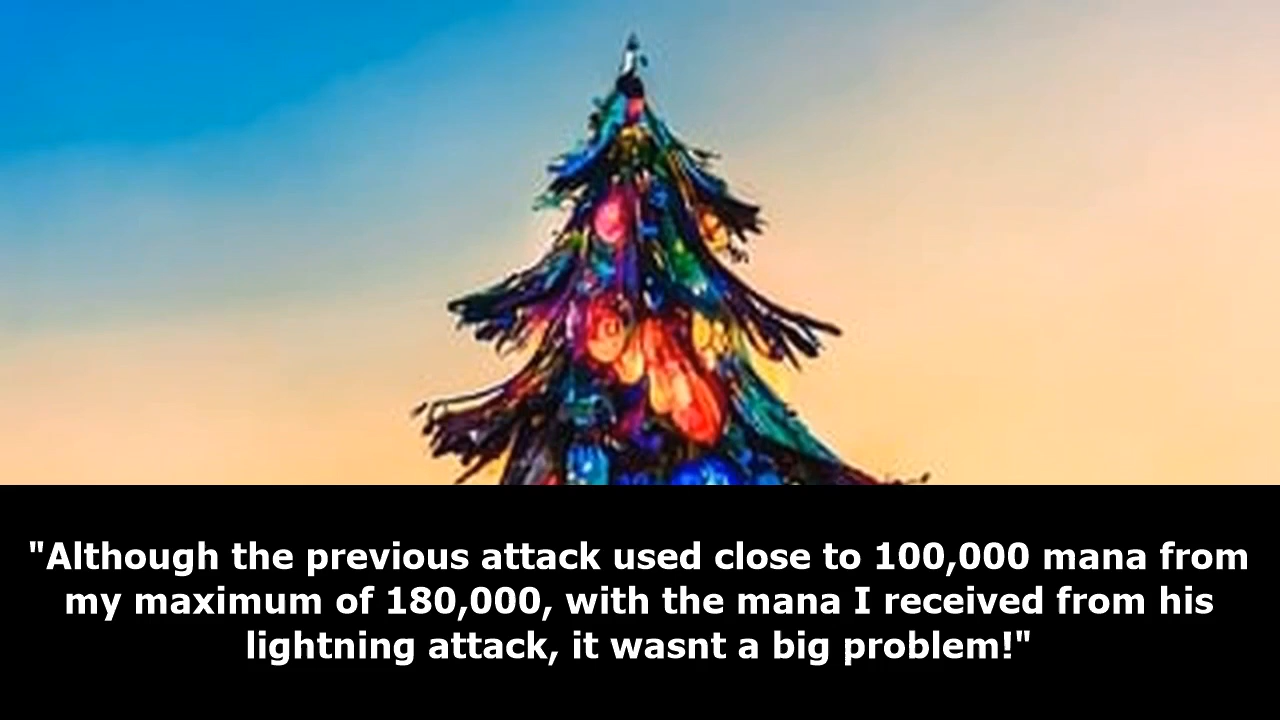 "Although the previous attack used close to 100,000 mana from
my maximum of 180,000, with the mana I received from his
lightning attack, it wasnt a big problem!"